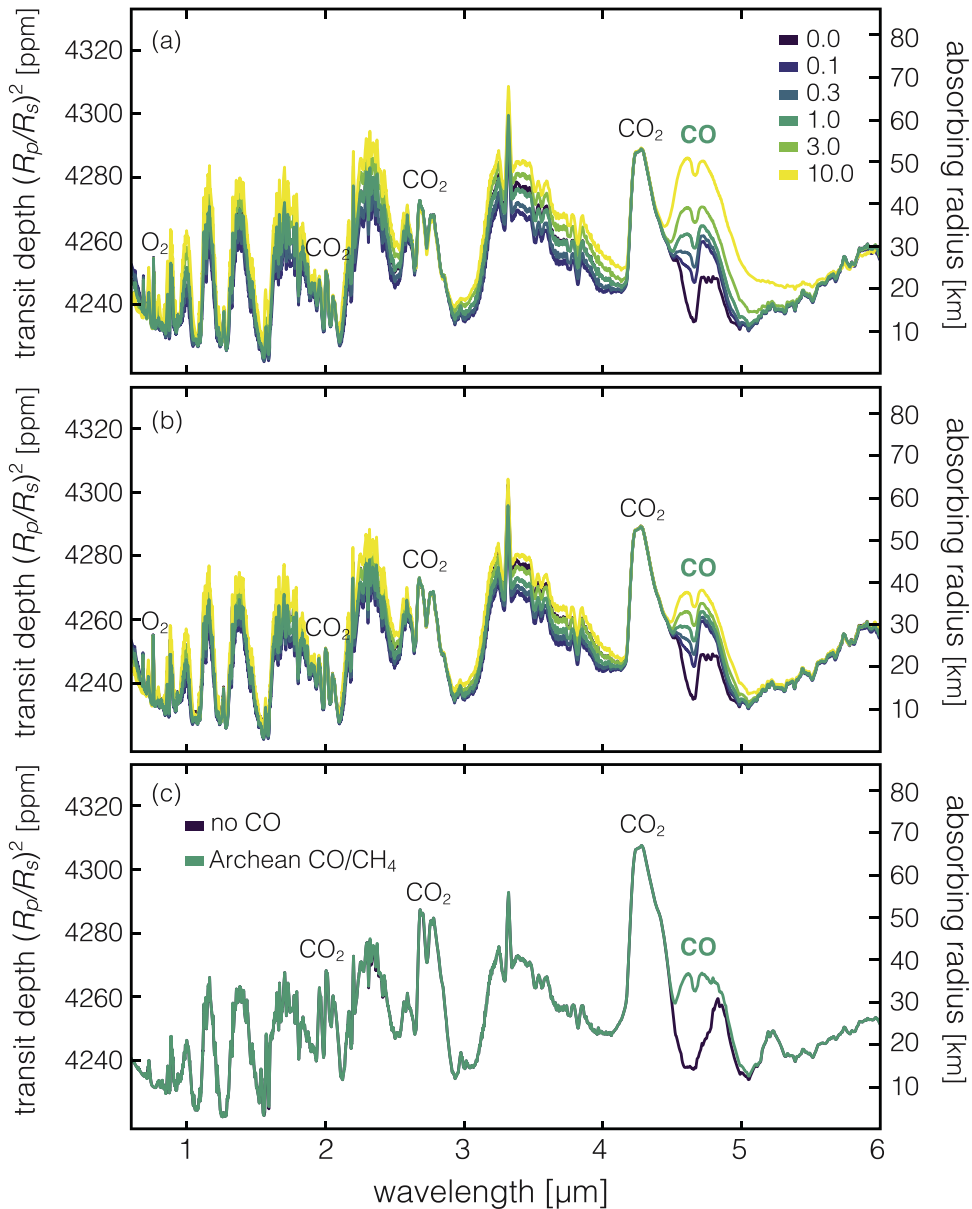 (a)
4320
4300
4280
4260
4240
transit depth (Rₚ/Rₛ)² [ppm]
O₂
CO₂
CO₂
CO₂
CO
0.0
0.1
0.3
1.0
3.0
10.0
80
70
60
50
40
30
20
10
absorbing radius [km]
(b)
4320
4300
4280
4260
4240
transit depth (Rₚ/Rₛ)² [ppm]
O₂
CO₂
CO₂
CO₂
CO
80
70
60
50
40
30
20
10
absorbing radius [km]
(c)
no CO
Archean CO/CH₄
4320
4300
4280
4260
4240
transit depth (Rₚ/Rₛ)² [ppm]
CO₂
CO₂
CO₂
CO
80
70
60
50
40
30
20
10
absorbing radius [km]
1 2 3 4 5 6
wavelength [μm]